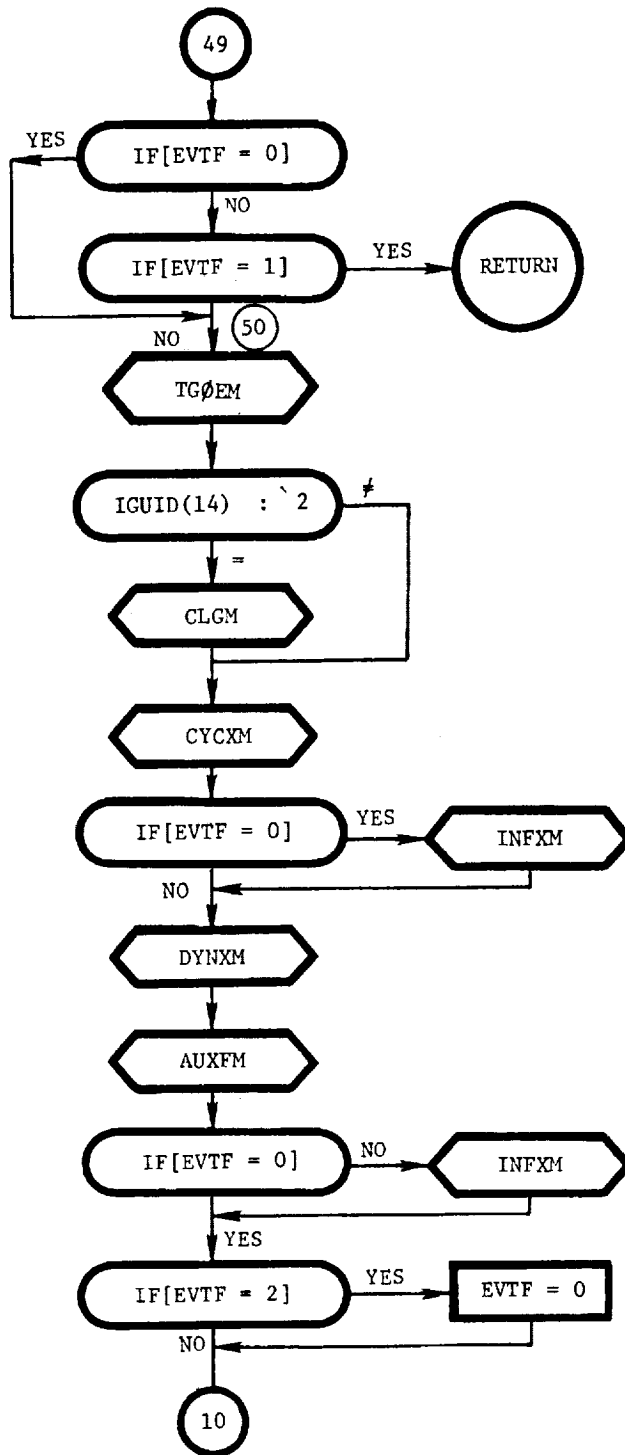 49
YES
IF[EVTF = 0]
NO
IF[EVTF = 1]
YES
RETURN
50
NO
TGØEM
IGUID(14) : `2
≠
=
CLGM
CYCXM
IF[EVTF = 0]
YES
INFXM
NO
DYNXM
AUXFM
IF[EVTF = 0]
NO
INFXM
YES
IF[EVTF = 2]
YES
EVTF = 0
NO
10